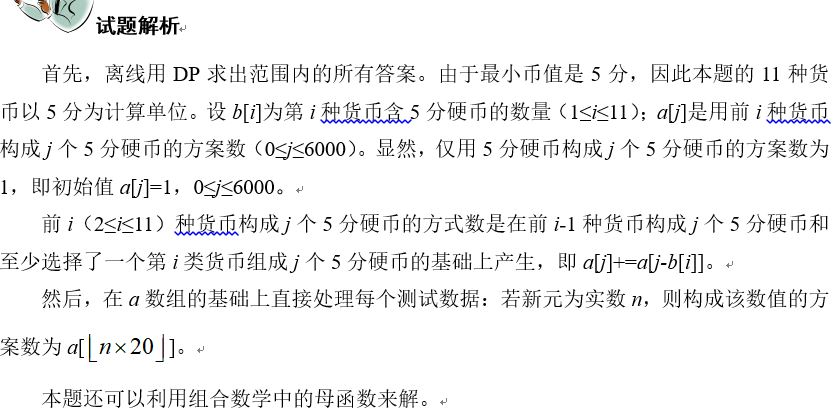 试题解析
首先，离线用 DP 求出范围内的所有答案。由于最小币值是 5 分，因此本题的 11 种货
币以 5 分为计算单位。设 b[i]为第 i 种货币含 5 分硬币的数量（1≤i≤11）；a[j]是用前 i 种货币
构成 j 个 5 分硬币的方案数（0≤j≤6000）。显然，仅用 5 分硬币构成 j 个 5 分硬币的方案数为
1，即初始值 a[j]=1，0≤j≤6000。
前 i（2≤i≤11）种货币构成 j 个 5 分硬币的方式数是在前 i-1 种货币构成 j 个 5 分硬币和
至少选择了一个第 i 类货币组成 j 个 5 分硬币的基础上产生，即 a[j]+=a[j-b[i]]。
然后，在 a 数组的基础上直接处理每个测试数据：若新元为实数 n，则构成该数值的方
案数为 a[⌊n×20⌋]。
本题还可以利用组合数学中的母函数来解。